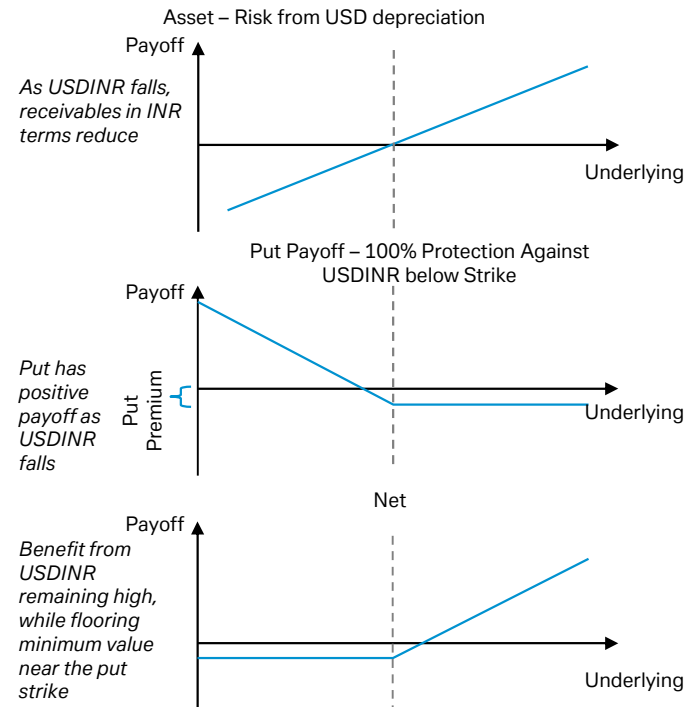 Asset – Risk from USD depreciation
Payoff
As USDINR falls,
receivables in INR
terms reduce
Underlying
Put Payoff – 100% Protection Against
USDINR below Strike
Payoff
Put has
positive
payoff as
USDINR
falls
Put
Premium
Underlying
Net
Payoff
Benefit from
USDINR
remaining high,
while flooring
minimum value
near the put
strike
Underlying